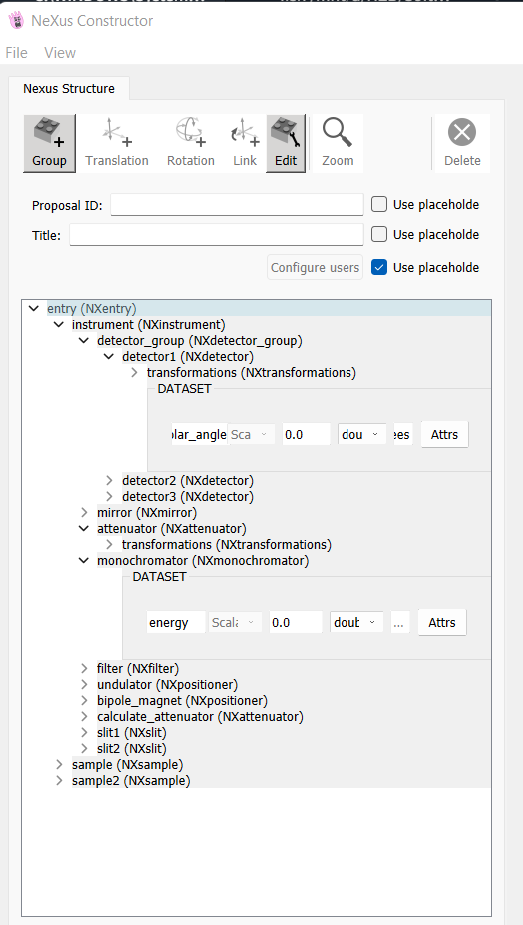 NeXus Constructor
File View
Nexus Structure
Group Translation Rotation Link Edit Zoom Delete
Proposal ID: Use placeholde
Title: Use placeholde
Configure users Use placeholde
entry (NXentry)
instrument (NXinstrument)
detector_group (NXdetector_group)
detector1 (NXdetector)
transformations (NXtransformations)
DATASET
olar_angle Sca 0.0 dou ees Attrs
detector2 (NXdetector)
detector3 (NXdetector)
mirror (NXmirror)
attenuator (NXattenuator)
transformations (NXtransformations)
monochromator (NXmonochromator)
DATASET
energy Scala 0.0 doub ... Attrs
filter (NXfilter)
undulator (NXpositioner)
bipole_magnet (NXpositioner)
calculate_attenuator (NXattenuator)
slit1 (NXslit)
slit2 (NXslit)
sample (NXsample)
sample2 (NXsample)